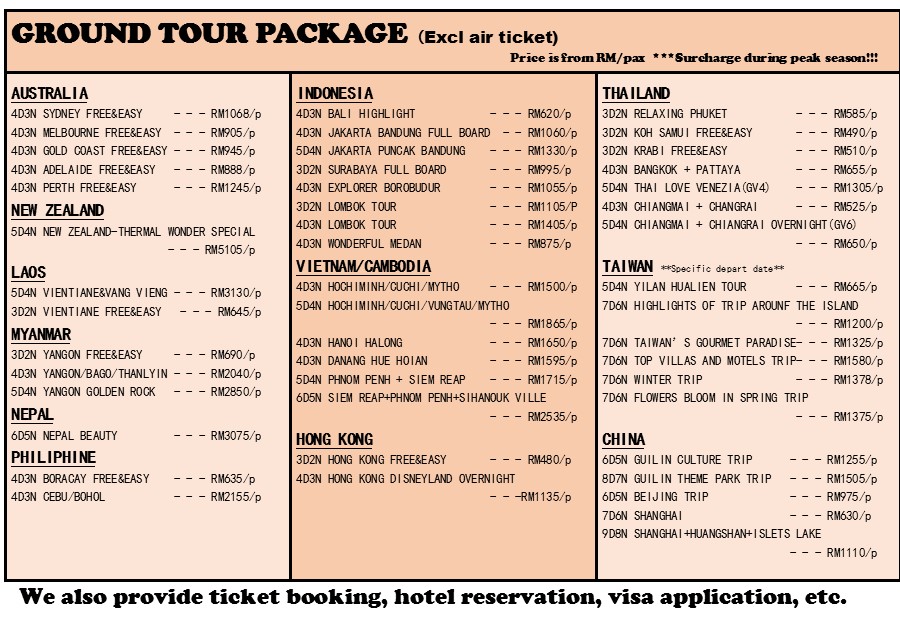 GROUND TOUR PACKAGE (Excl air ticket)
Price is from RM/pax ***Surcharge during peak season!!!
AUSTRALIA
4D3N SYDNEY FREE&EASY - - - RM1068/p
4D3N MELBOURNE FREE&EASY - - - RM905/p
4D3N GOLD COAST FREE&EASY - - - RM945/p
4D3N ADELAIDE FREE&EASY - - - RM888/p
4D3N PERTH FREE&EASY - - - RM1245/p
NEW ZEALAND
5D4N NEW ZEALAND-THERMAL WONDER SPECIAL
- - - RM5105/p
LAOS
5D4N VIENTIANE&VANG VIENG - - - RM3130/p
3D2N VIENTIANE FREE&EASY - - - RM645/p
MYANMAR
3D2N YANGON FREE&EASY - - - RM690/p
4D3N YANGON/BAGO/THANLYIN - - - RM2040/p
5D4N YANGON GOLDEN ROCK - - - RM2850/p
NEPAL
6D5N NEPAL BEAUTY - - - RM3075/p
PHILIPHINE
4D3N BORACAY FREE&EASY - - - RM635/p
4D3N CEBU/BOHOL - - - RM2155/p
INDONESIA
4D3N BALI HIGHLIGHT - - - RM620/p
4D3N JAKARTA BANDUNG FULL BOARD - - - RM1060/p
5D4N JAKARTA PUNCAK BANDUNG - - - RM1330/p
3D2N SURABAYA FULL BOARD - - - RM995/p
4D3N EXPLORER BOROBUDUR - - - RM1055/p
3D2N LOMBOK TOUR - - - RM1105/P
4D3N LOMBOK TOUR - - - RM1405/p
4D3N WONDERFUL MEDAN - - - RM875/p
VIETNAM/CAMBODIA
4D3N HOCHIMINH/CUCHI/MYTHO - - - RM1500/p
5D4N HOCHIMINH/CUCHI/VUNGTAU/MYTHO
- - - RM1865/p
4D3N HANOI HALONG - - - RM1650/p
4D3N DANANG HUE HOIAN - - - RM1595/p
5D4N PHNOM PENH + SIEM REAP - - - RM1715/p
6D5N SIEM REAP+PHNOM PENH+SIHANOUK VILLE
- - - RM2535/p
HONG KONG
3D2N HONG KONG FREE&EASY - - - RM480/p
4D3N HONG KONG DISNEYLAND OVERNIGHT
- - -RM1135/p
THAILAND
3D2N RELAXING PHUKET - - - RM585/p
3D2N KOH SAMUI FREE&EASY - - - RM490/p
3D2N KRABI FREE&EASY - - - RM510/p
4D3N BANGKOK + PATTAYA - - - RM655/p
5D4N THAI LOVE VENEZIA(GV4) - - - RM1305/p
4D3N CHIANGMAI + CHANGRAI - - - RM525/p
5D4N CHIANGMAI + CHIANGRAI OVERNIGHT(GV6)
- - - RM650/p
TAIWAN **Specific depart date**
5D4N YILAN HUALIEN TOUR - - - RM665/p
7D6N HIGHLIGHTS OF TRIP AROUNF THE ISLAND
- - - RM1200/p
7D6N TAIWAN'S GOURMET PARADISE- - - RM1325/p
7D6N TOP VILLAS AND MOTELS TRIP- - - RM1580/p
7D6N WINTER TRIP - - - RM1378/p
7D6N FLOWERS BLOOM IN SPRING TRIP
- - - RM1375/p
CHINA
6D5N GUILIN CULTURE TRIP - - - RM1255/p
8D7N GUILIN THEME PARK TRIP - - - RM1505/p
6D5N BEIJING TRIP - - - RM975/p
7D6N SHANGHAI - - - RM630/p
9D8N SHANGHAI+HUANGSHAN+ISLETS LAKE
- - - RM1110/p
We also provide ticket booking, hotel reservation, visa application, etc.